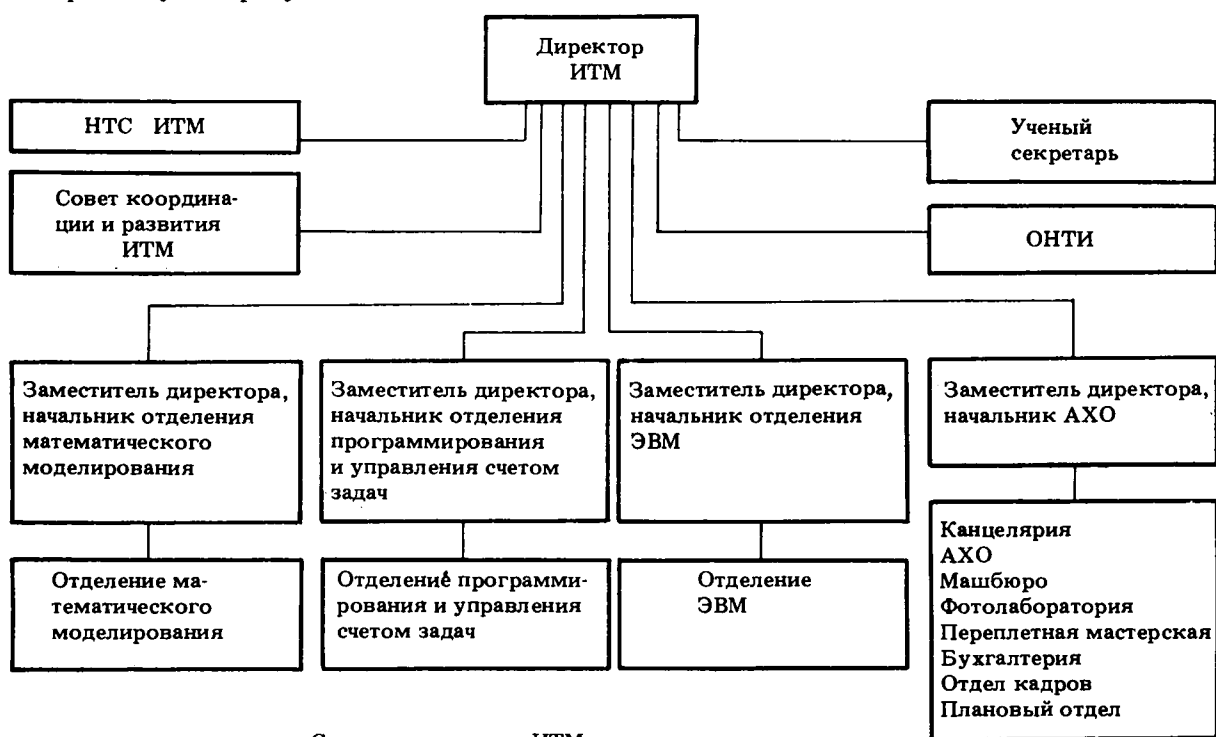 Директор
ИТМ
НТС ИТМ
Ученый
секретарь
Совет координа-
ции и развития
ИТМ
ОНТИ
Заместитель директора,
начальник отделения
математического
моделирования
Заместитель директора,
начальник отделения
программирования
и управления счетом
задач
Заместитель директора,
начальник отделения
ЭВМ
Заместитель директора,
начальник АХО
Отделение ма-
тематического
моделирования
Отделение программи-
рования и управления
счетом задач
Отделение
ЭВМ
Канцелярия
АХО
Машбюро
Фотолаборатория
Переплетная мастерская
Бухгалтерия
Отдел кадров
Плановый отдел